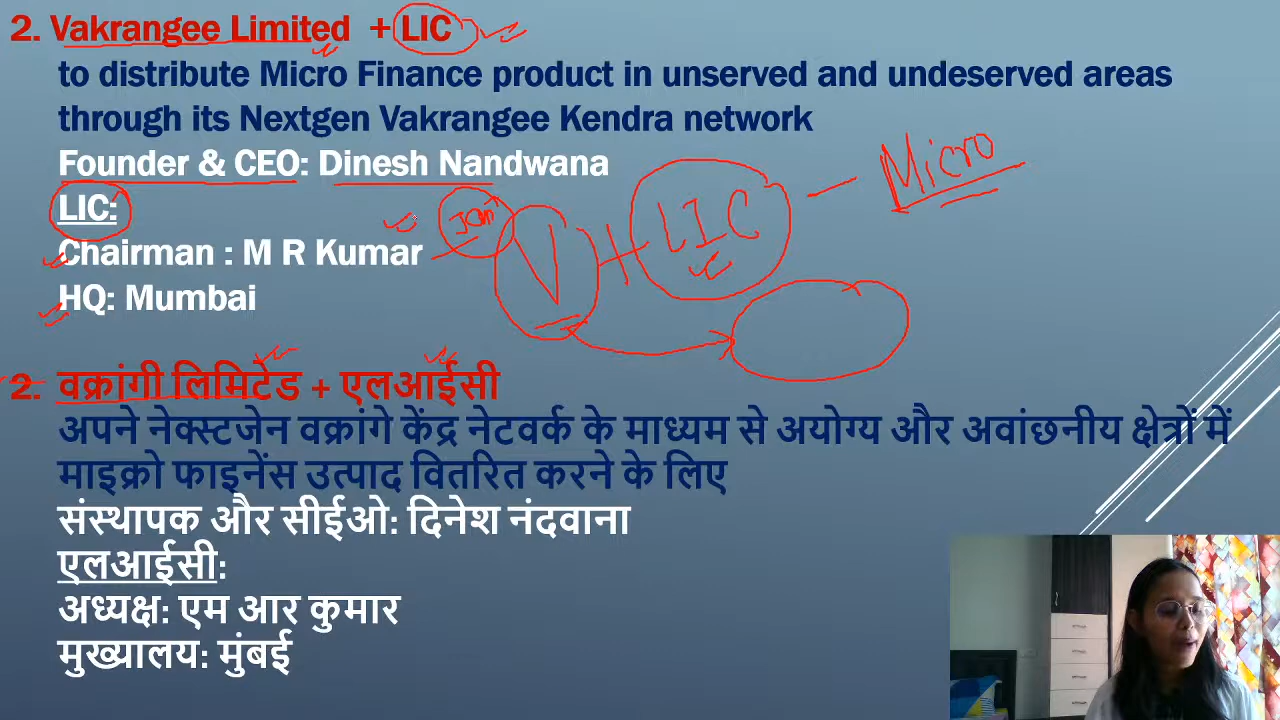 2. Vakrangee Limited + LIC
to distribute Micro Finance product in unserved and undeserved areas
through its Nextgen Vakrangee Kendra network
Founder & CEO: Dinesh Nandwana
LIC:
Chairman : M R Kumar
HQ: Mumbai
V + LIC - Micro
2. वक्रांगी लिमिटेड + एलआईसी
अपने नेक्स्टजेन वक्रांगे केंद्र नेटवर्क के माध्यम से अयोग्य और अवांछनीय क्षेत्रों में
माइक्रो फाइनेंस उत्पाद वितरित करने के लिए
संस्थापक और सीईओ: दिनेश नंदवाना
एलआईसी:
अध्यक्ष: एम आर कुमार
मुख्यालय: मुंबई